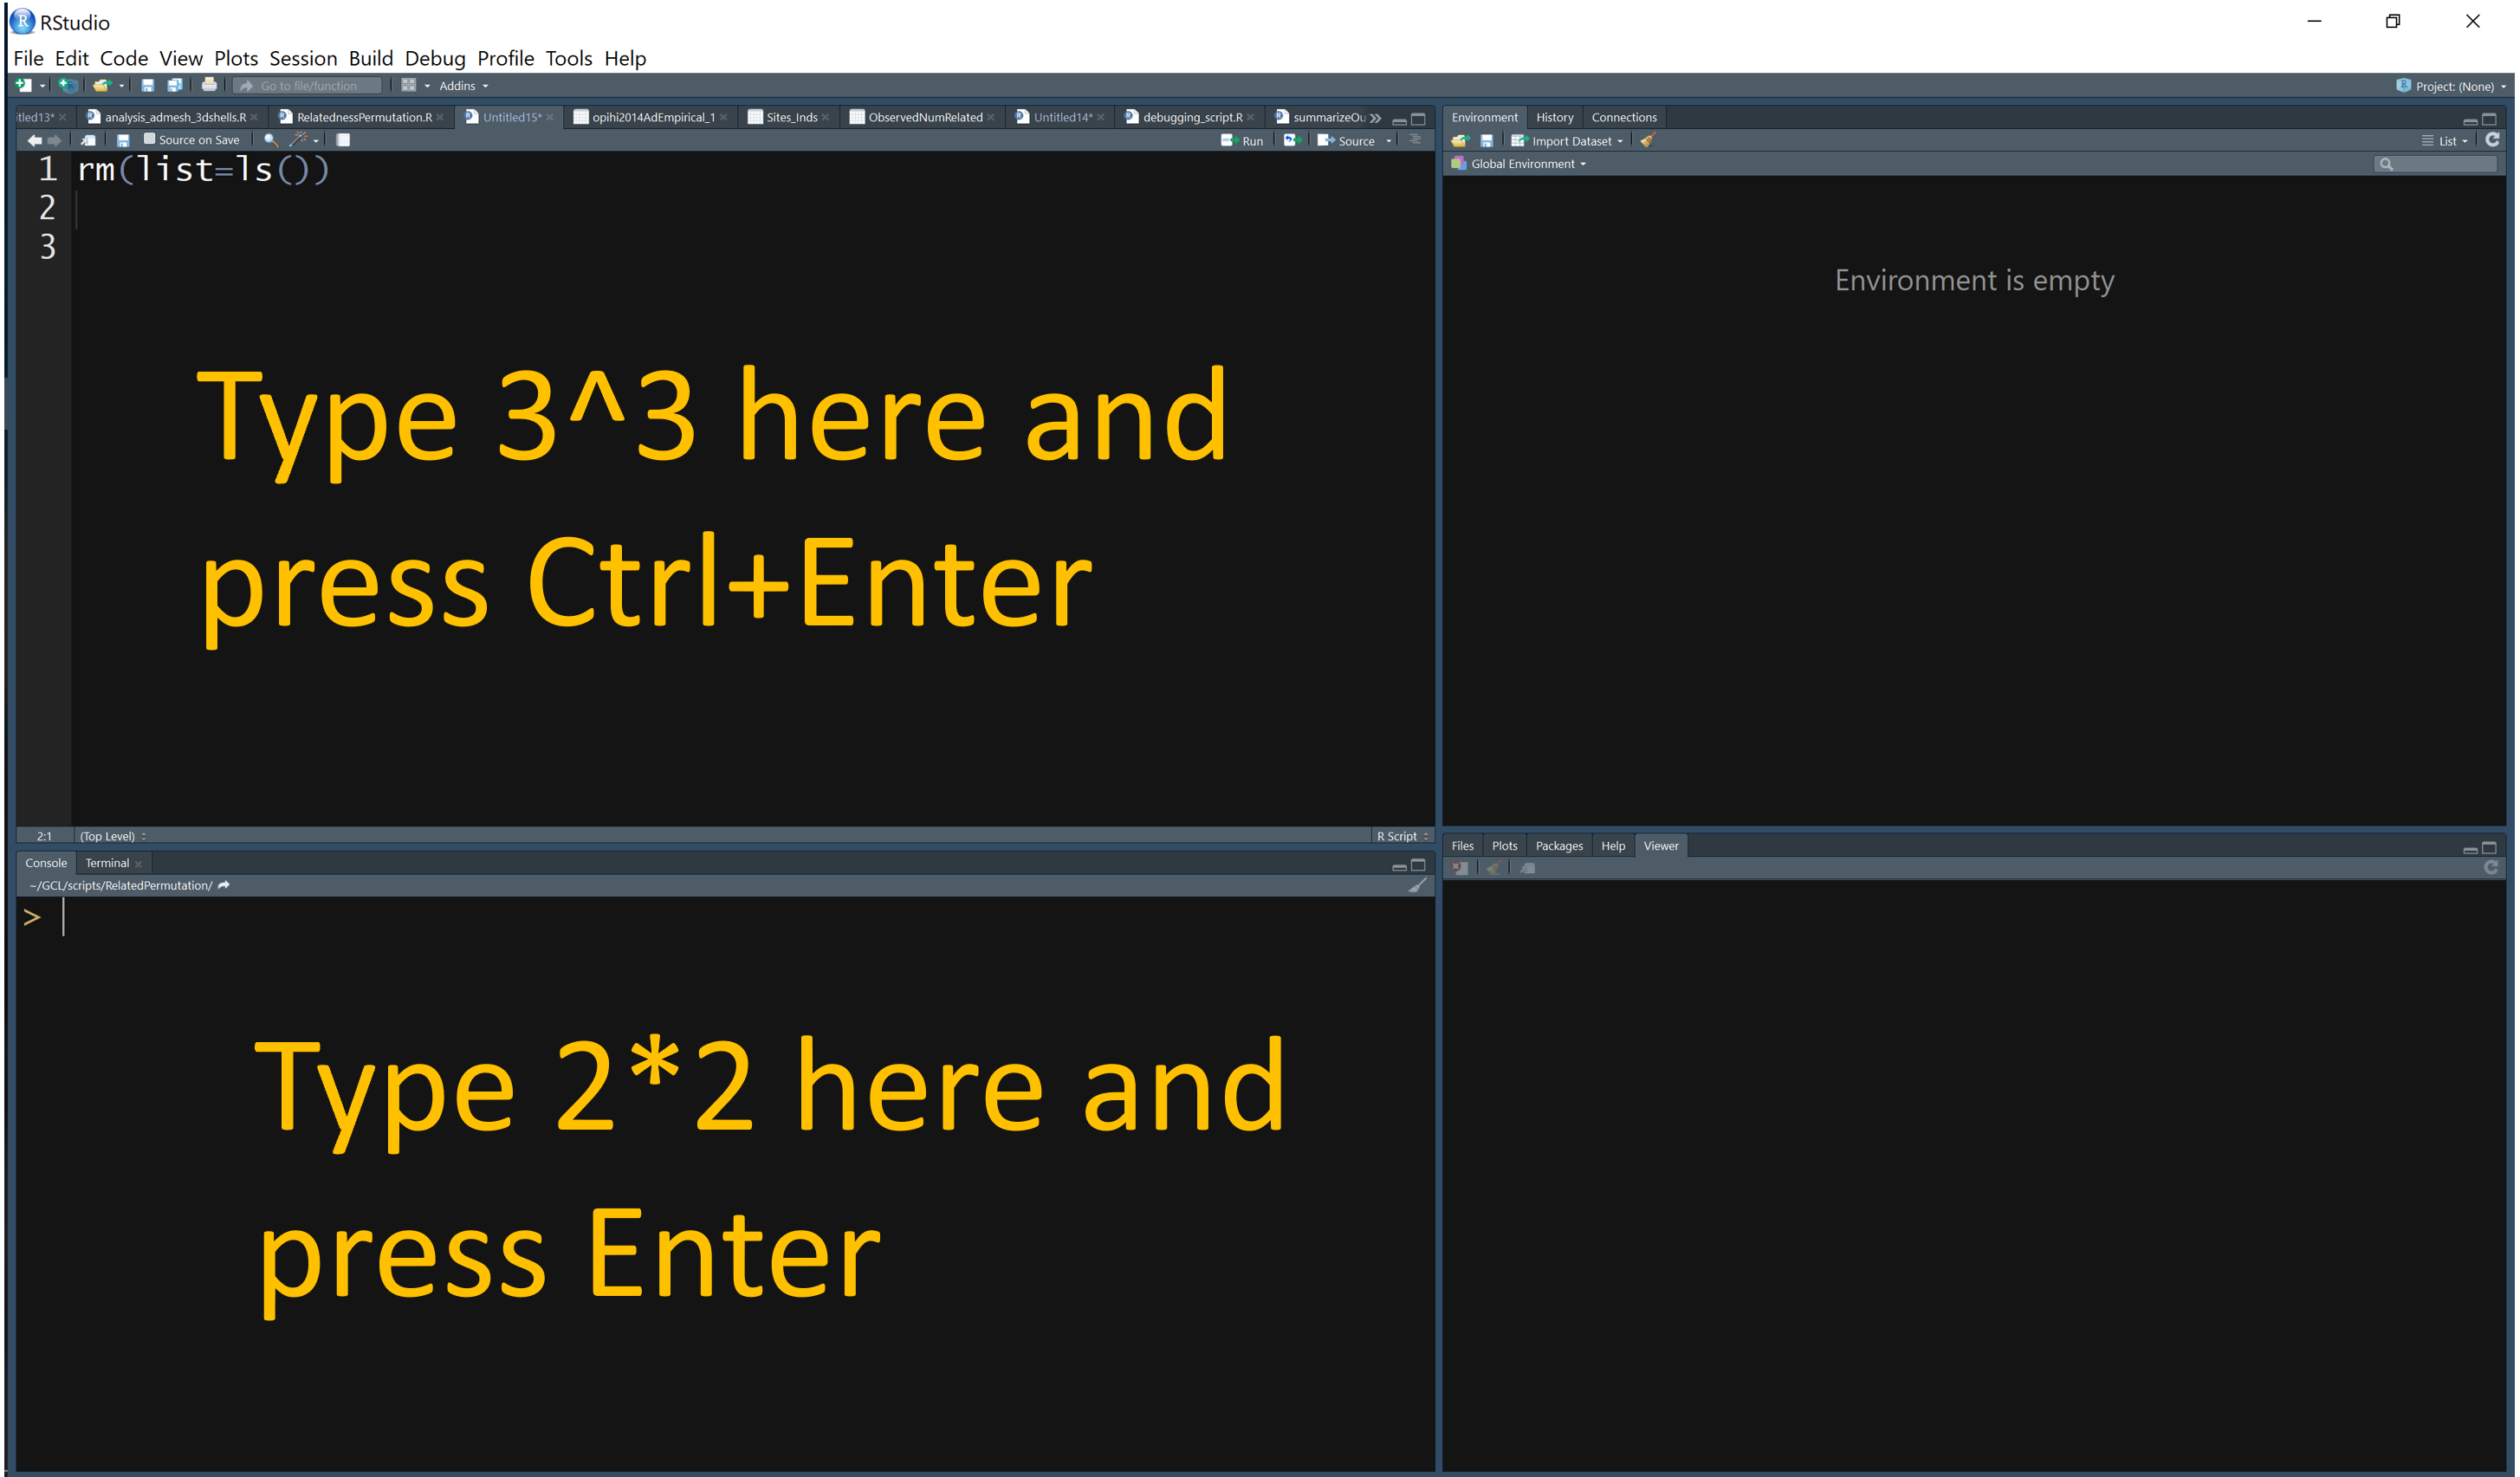 RStudio
File Edit Code View Plots Session Build Debug Profile Tools Help
Go to file/function Addins Project: (None)
itled13* analysis_admesh_3dshells.R RelatednessPermutation.R Untitled15* opihi2014AdEmpirical_1 Sites_Inds ObservedNumRelated Untitled14* debugging_script.R summarizeOu
Source on Save Run Source
1 rm(list=ls())
2
3
Type 3^3 here and
press Ctrl+Enter
2:1 (Top Level) R Script
Environment History Connections
Import Dataset List
Global Environment
Environment is empty
Console Terminal
~/GCL/scripts/RelatedPermutation/
>
Type 2*2 here and
press Enter
Files Plots Packages Help Viewer